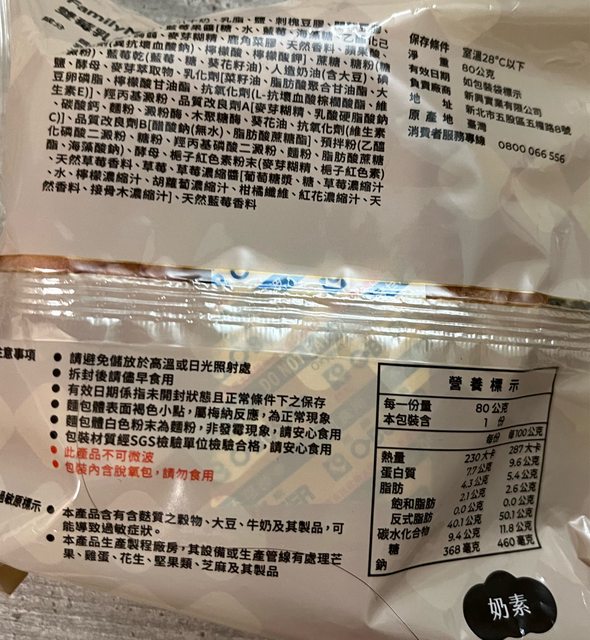 FamilyM
保存條件 室溫28°C以下
淨量 80公克
有效日期 如包裝袋標示
負責廠商 新興實業有限公司
地址 新北市五股區五權路8號
原產地 臺灣
消費者服務專線 0800 066 556
鹽、酵母、麥芽萃取物、乳化劑[菜籽油、脂肪酸聚合甘油酯、大
豆卵磷脂、檸檬酸甘油酯、抗氧化劑(L-抗壞血酸棕櫚酸酯、維
生素E)]、羥丙基澱粉、品質改良劑A[麥芽糊精、乳酸硬脂酸鈉
、碳酸鈣、麵粉、澱粉酶、木聚糖酶、葵花油、抗氧化劑(維生素
C)]、品質改良劑B[醋酸鈉(無水)、脂肪酸蔗糖酯]、預拌粉(乙醯
化磷酸二澱粉、糖粉、羥丙基磷酸二澱粉、麵粉、脂肪酸蔗糖
酯、海藻酸鈉)、酵母、梔子紅色素粉末(麥芽糊精、梔子紅色素)
、天然草莓香料、草莓、草莓濃縮醬[葡萄糖漿、糖、草莓濃縮汁
、水、檸檬濃縮汁、胡蘿蔔濃縮汁、柑橘纖維、紅花濃縮汁、天
然香料、接骨木濃縮汁]、天然藍莓香料
意事項
● 請避免儲放於高溫或日光照射處
● 拆封後請儘早食用
● 有效日期係指未開封狀態且正常條件下之保存
● 麵包體表面褐色小點，屬梅納反應，為正常現象
● 麵包體白色粉末為麵粉，非發霉現象，請安心食用
● 包裝材質經SGS檢驗單位檢驗合格，請安心食用
● 此產品不可微波
● 包裝內含脫氧包，請勿食用
敏原標示
● 本產品含有含麩質之穀物、大豆、牛奶及其製品，可
能導致過敏症狀。
● 本產品生產製程廠房，其設備或生產管線有處理芒
果、雞蛋、花生、堅果類、芝麻及其製品
營養標示
每一份量 80公克
本包裝含 1 份
每份 每100公克
熱量 230大卡 287大卡
蛋白質 7.7公克 9.6公克
脂肪 4.3公克 5.4公克
飽和脂肪 2.1公克 2.6公克
反式脂肪 0.0公克 0.0公克
碳水化合物 40.1公克 50.1公克
糖 9.4公克 11.8公克
鈉 368毫克 460毫克
奶素